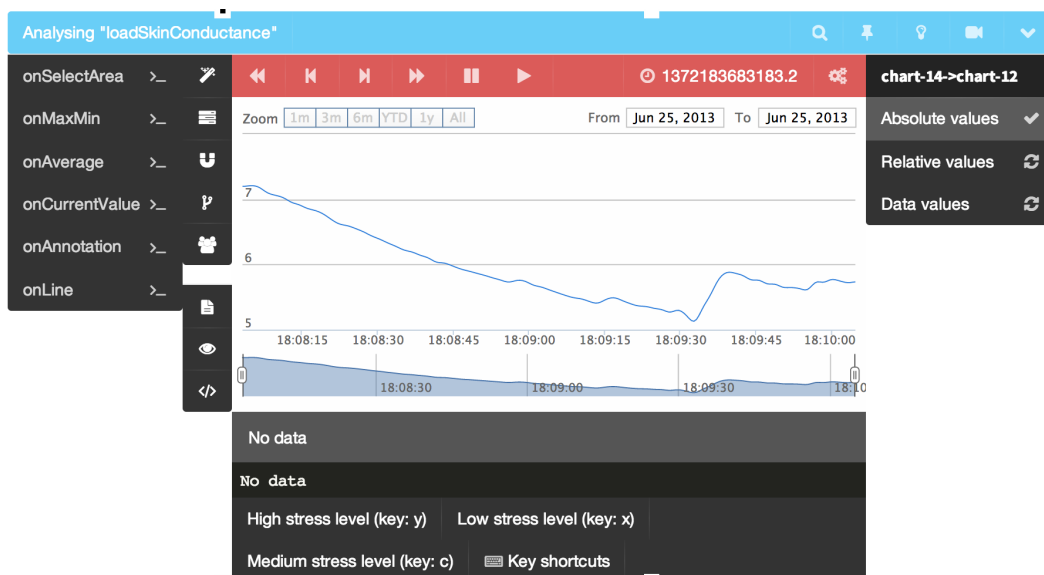 Analysing "loadSkinConductance"
onSelectArea >_
onMaxMin >_
onAverage >_
onCurrentValue >_
onAnnotation >_
onLine >_
1372183683183.2
Zoom 1m 3m 6m YTD 1y All From Jun 25, 2013 To Jun 25, 2013
7
6
5
18:08:15 18:08:30 18:08:45 18:09:00 18:09:15 18:09:30 18:09:45 18:10:00
18:08:30 18:09:00 18:09:30 18:10
chart-14->chart-12
Absolute values
Relative values
Data values
</>
No data
No data
High stress level (key: y) Low stress level (key: x)
Medium stress level (key: c) Key shortcuts